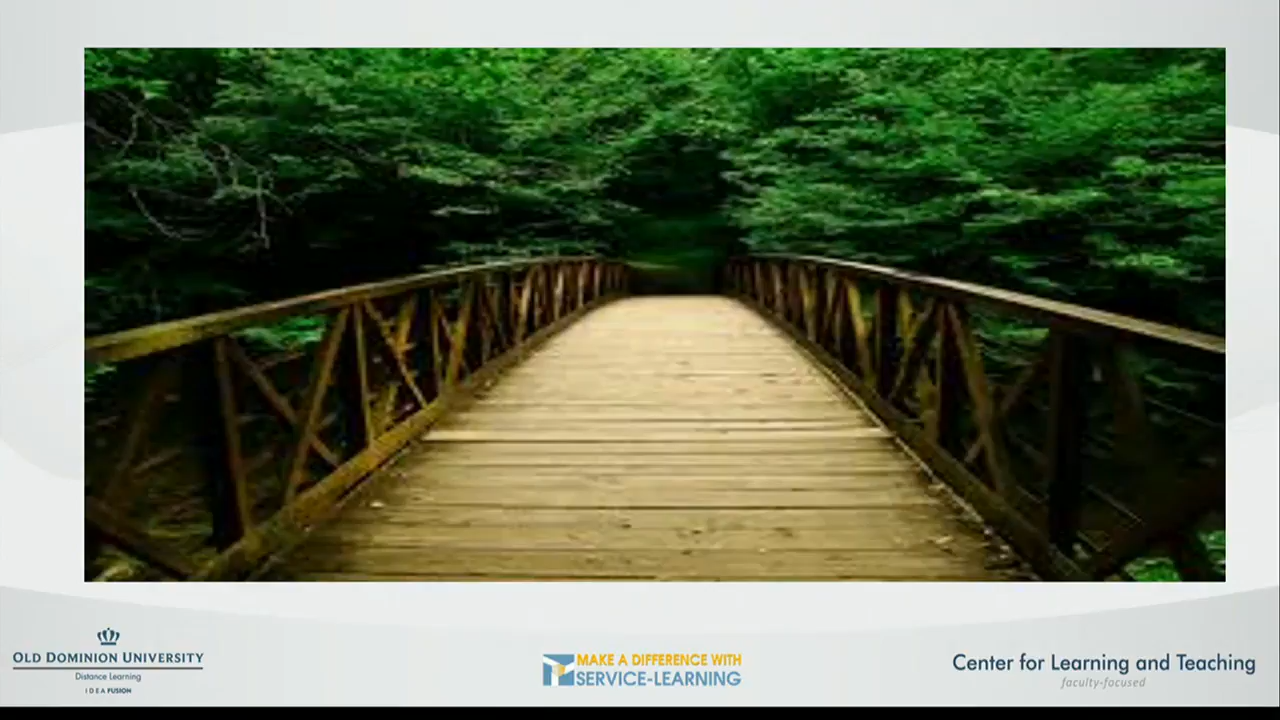 OLD DOMINION UNIVERSITY
Distance Learning
IDEA FUSION
MAKE A DIFFERENCE WITH
SERVICE-LEARNING
Center for Learning and Teaching
faculty-focused